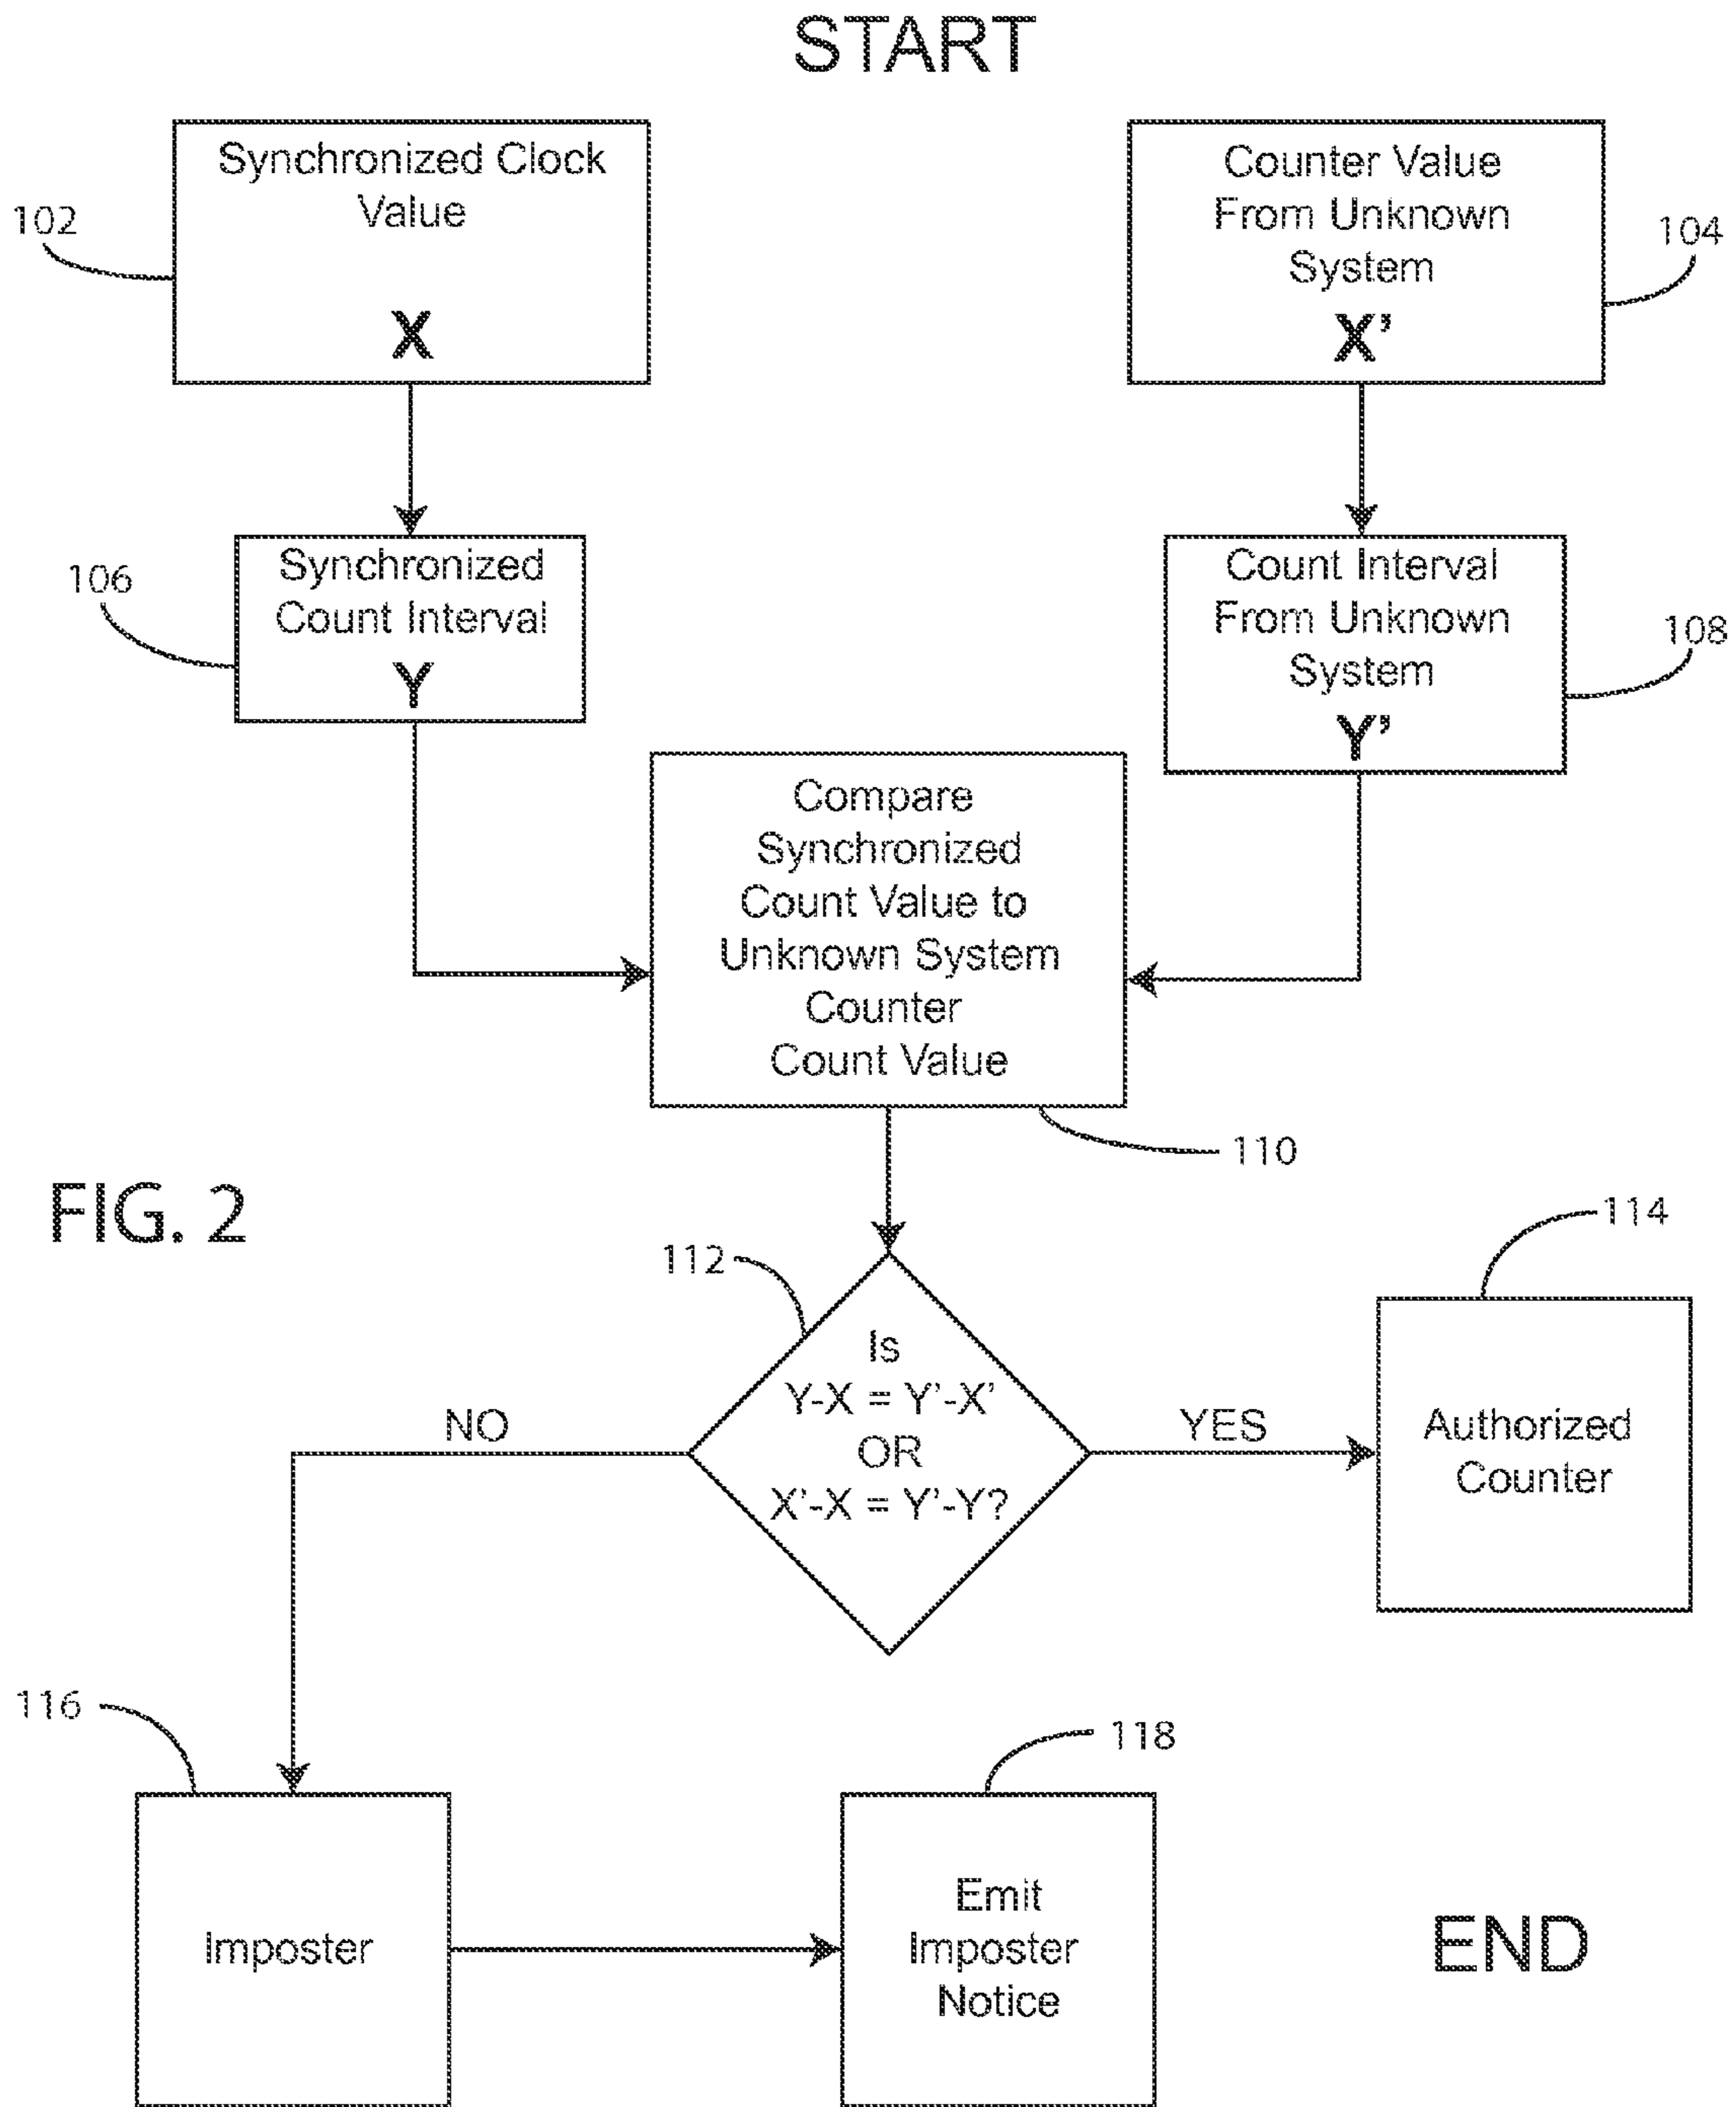 START
Synchronized Clock
Value
X
102
Counter Value
From Unknown
System
X'
104
Synchronized
Count Interval
Y
106
Count Interval
From Unknown
System
Y'
108
Compare
Synchronized
Count Value to
Unknown System
Counter
Count Value
110
FIG. 2
112
Is
Y-X = Y'-X'
OR
X'-X = Y'-Y?
NO
YES
114
Authorized
Counter
116
Imposter
118
Emit
Imposter
Notice
END